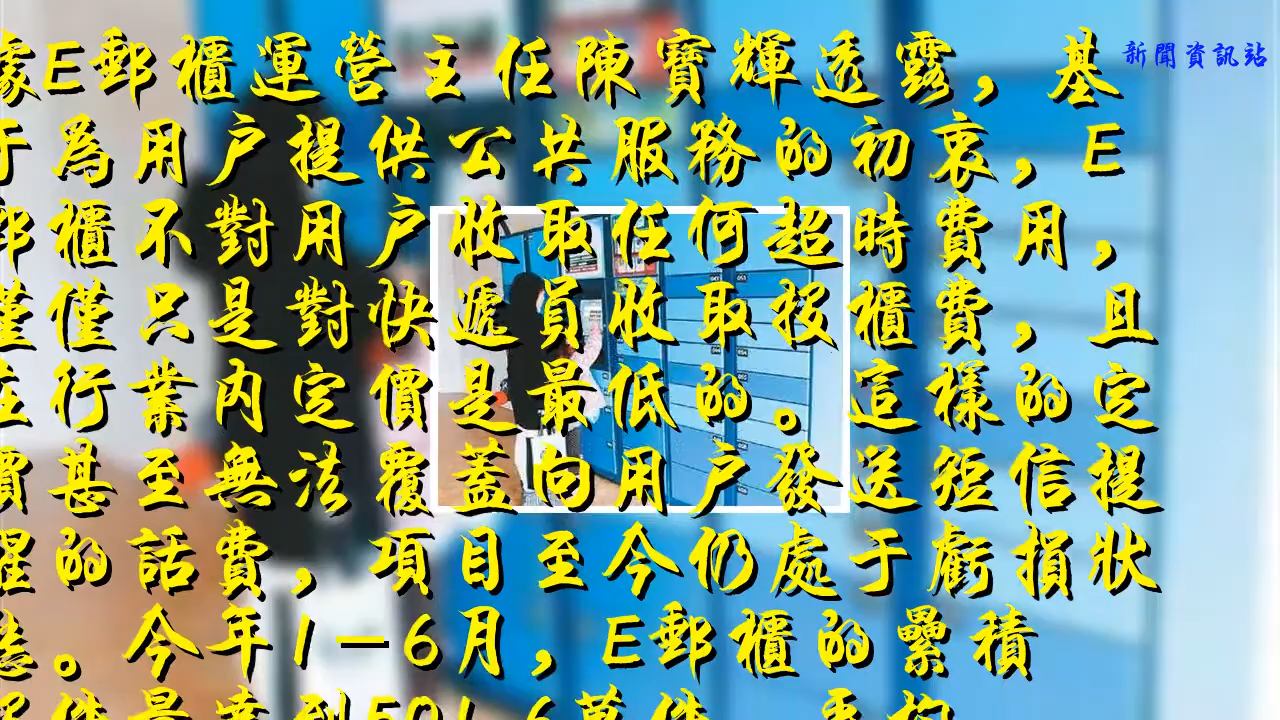 據E郵櫃運營主任陳寶輝透露，基
于為用户提供公共服務的初衷，E
郵櫃不對用户收取任何超時費用，
僅僅只是對快遞員收取投櫃費，且
在行業内定價是最低的。這樣的定
價甚至無法覆蓋向用户發送短信提
醒的話費，項目至今仍處于虧損狀
態。今年1—6月，E郵櫃的纍積
新聞資訊站